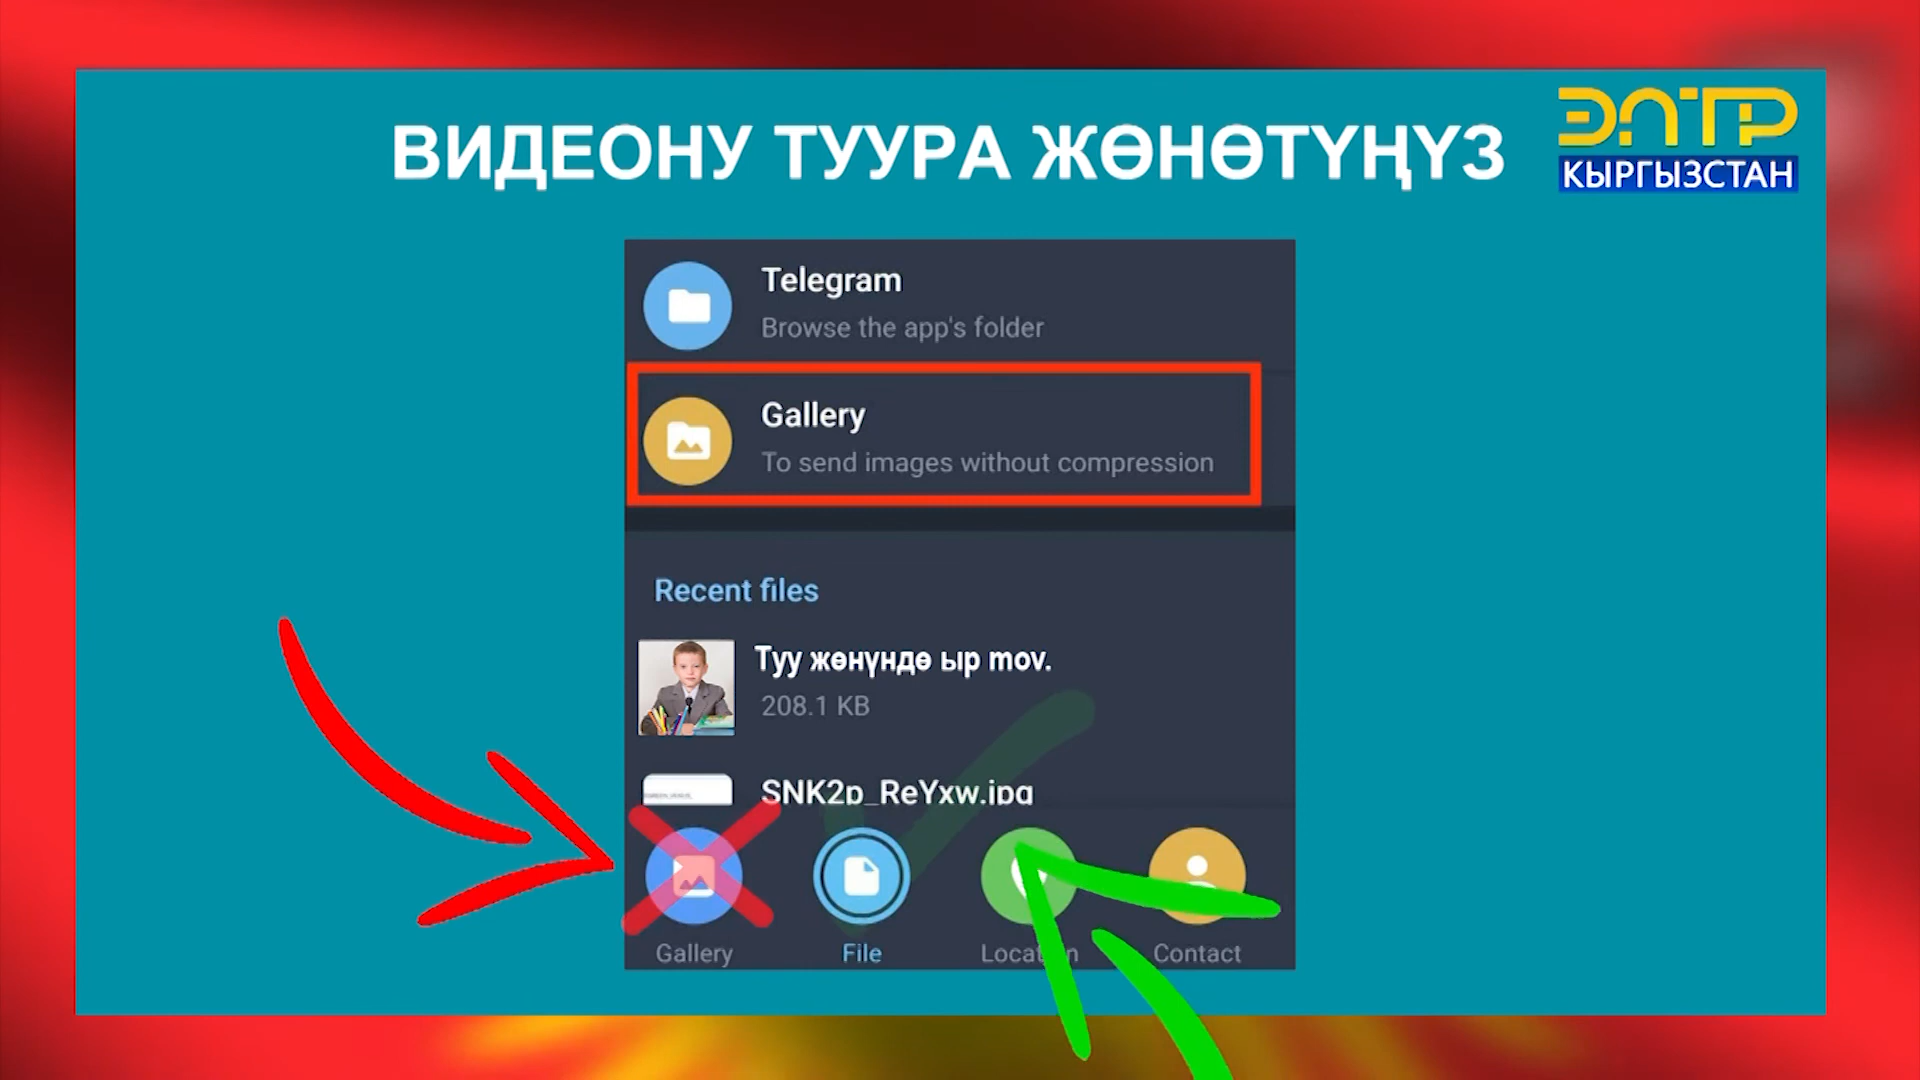 ВИДЕОНУ ТУУРА ЖӨНӨТҮҢҮЗ
ЭЛТР
КЫРГЫЗСТАН
Telegram
Browse the app's folder
Gallery
To send images without compression
Recent files
Туу жөнүндө ыр mov.
208.1 KB
SNK2p_ReYxw.jpg
Gallery
File
Location
Contact